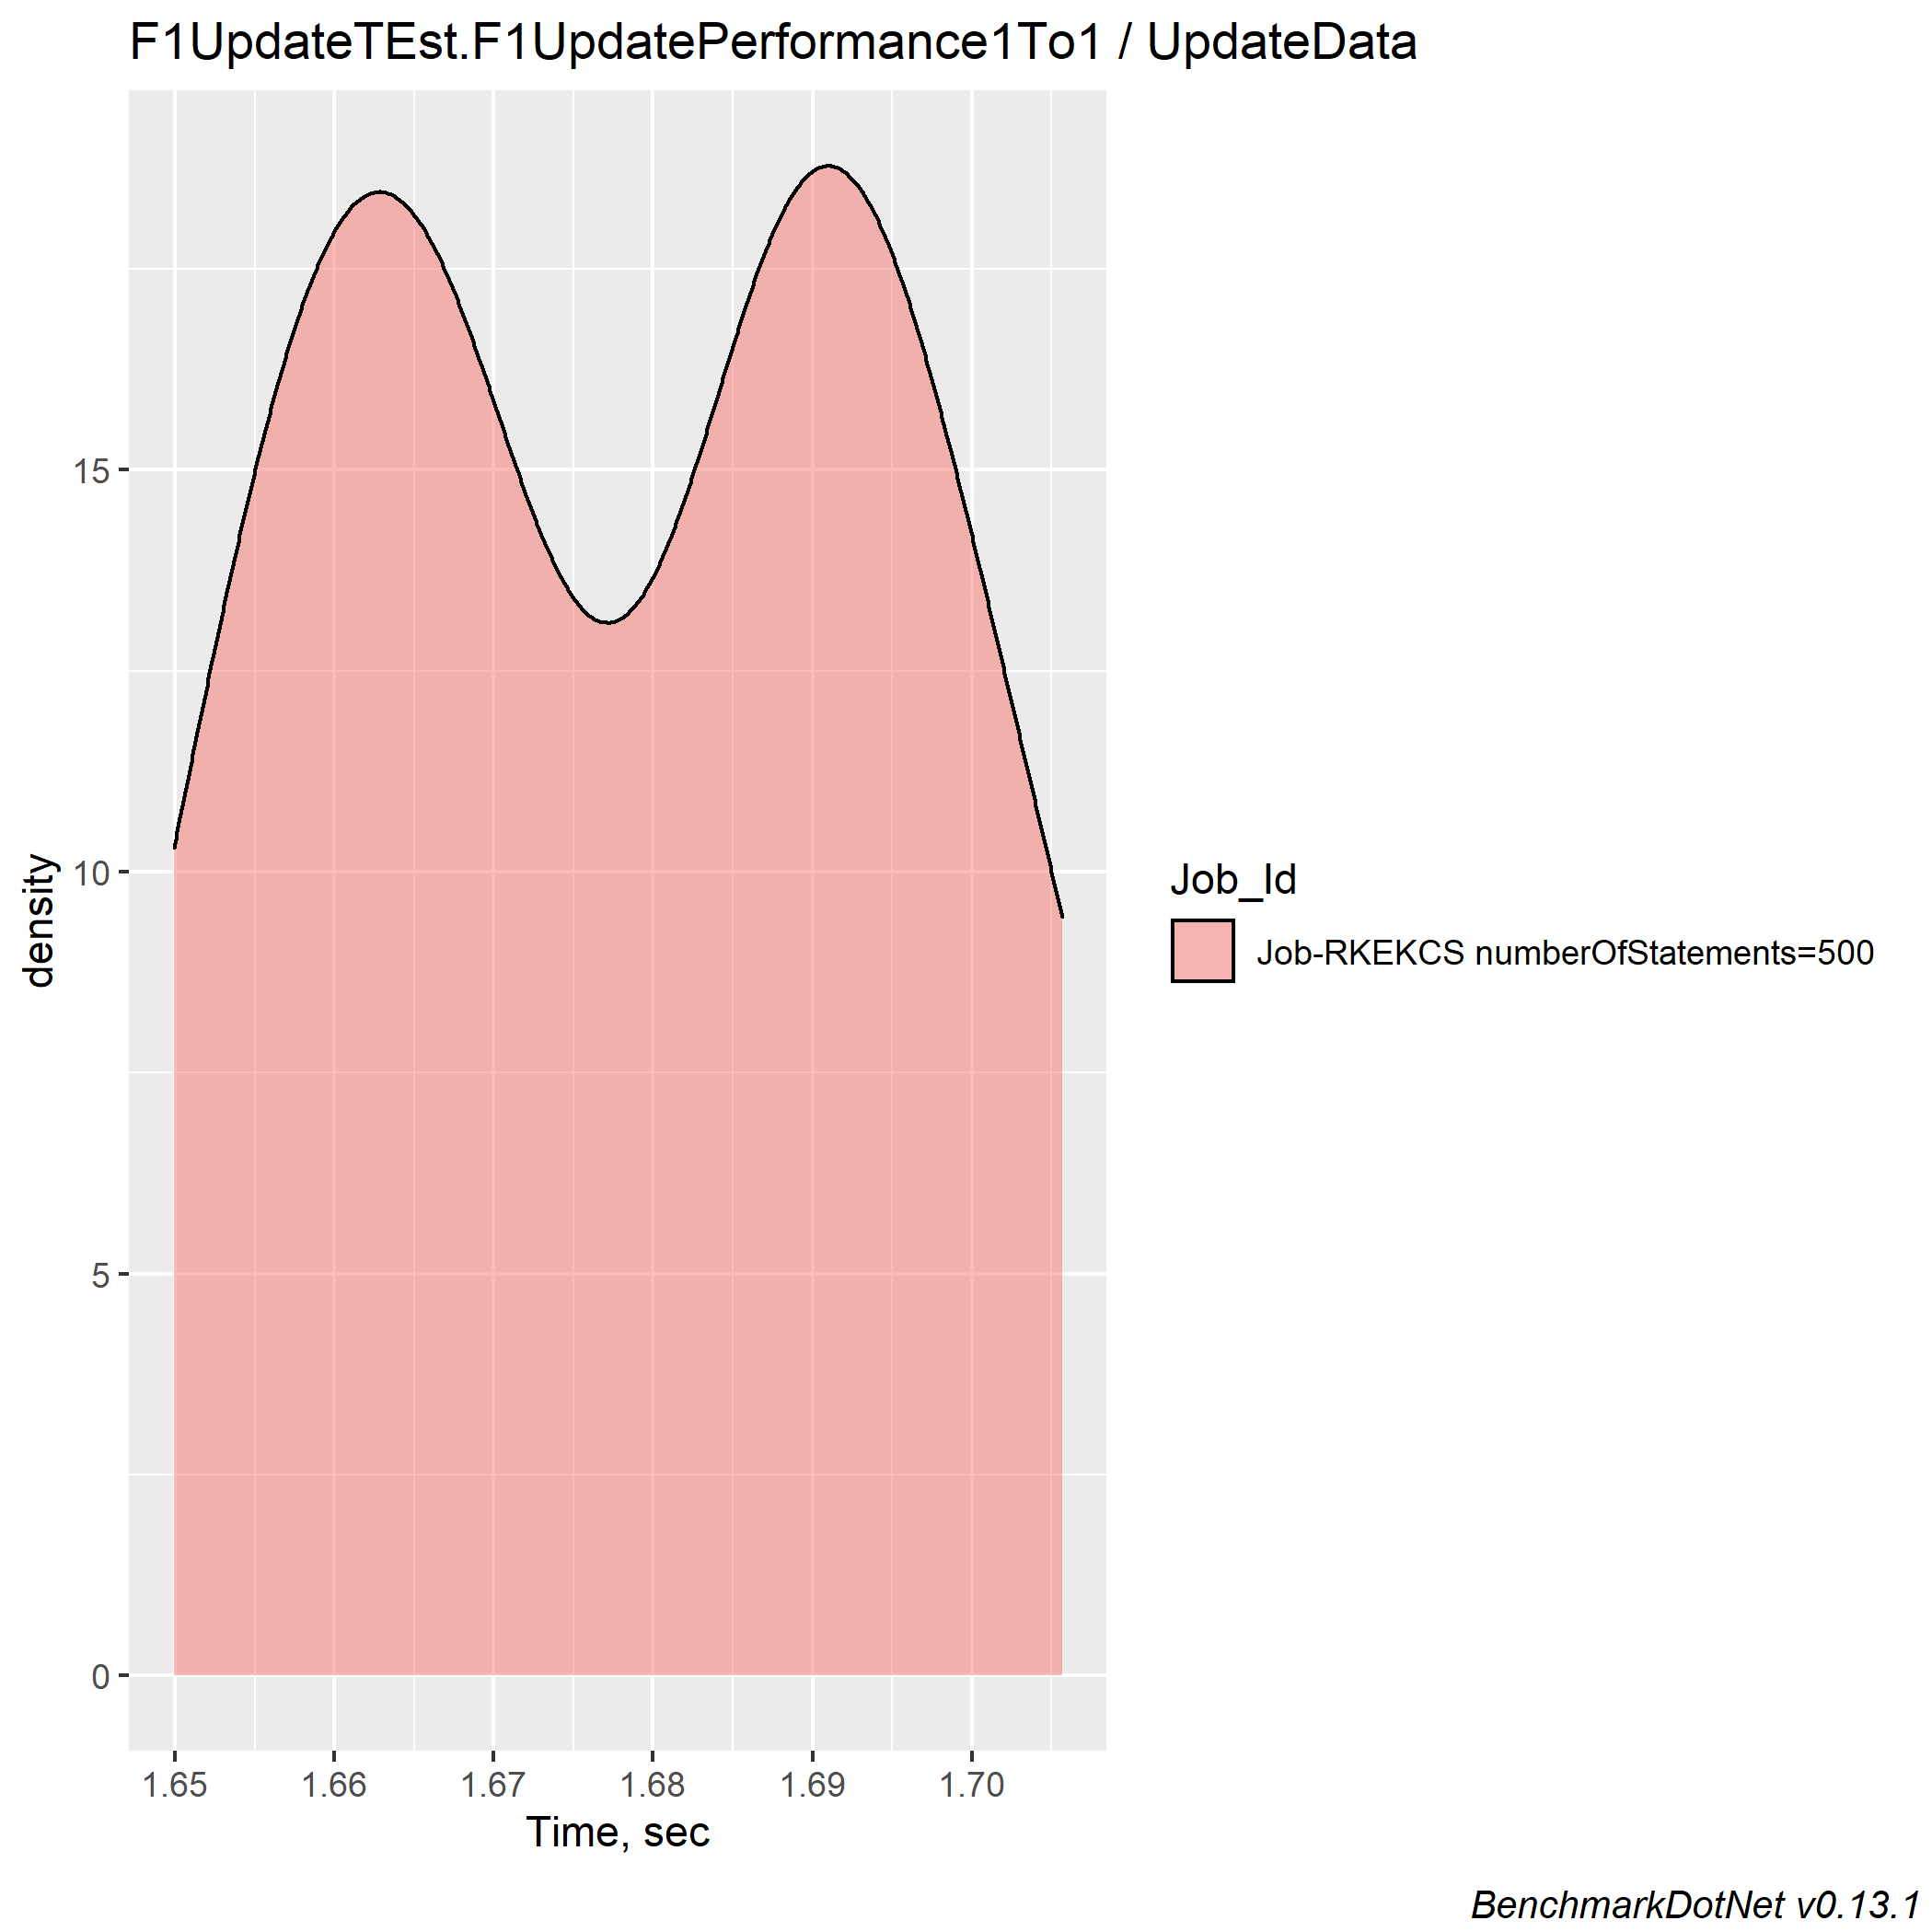 F1UpdateTEst.F1UpdatePerformance1To1 / UpdateData
15
10
5
0
density
1.65 1.66 1.67 1.68 1.69 1.70
Time, sec
Job_Id
Job-RKEKCS numberOfStatements=500
BenchmarkDotNet v0.13.1